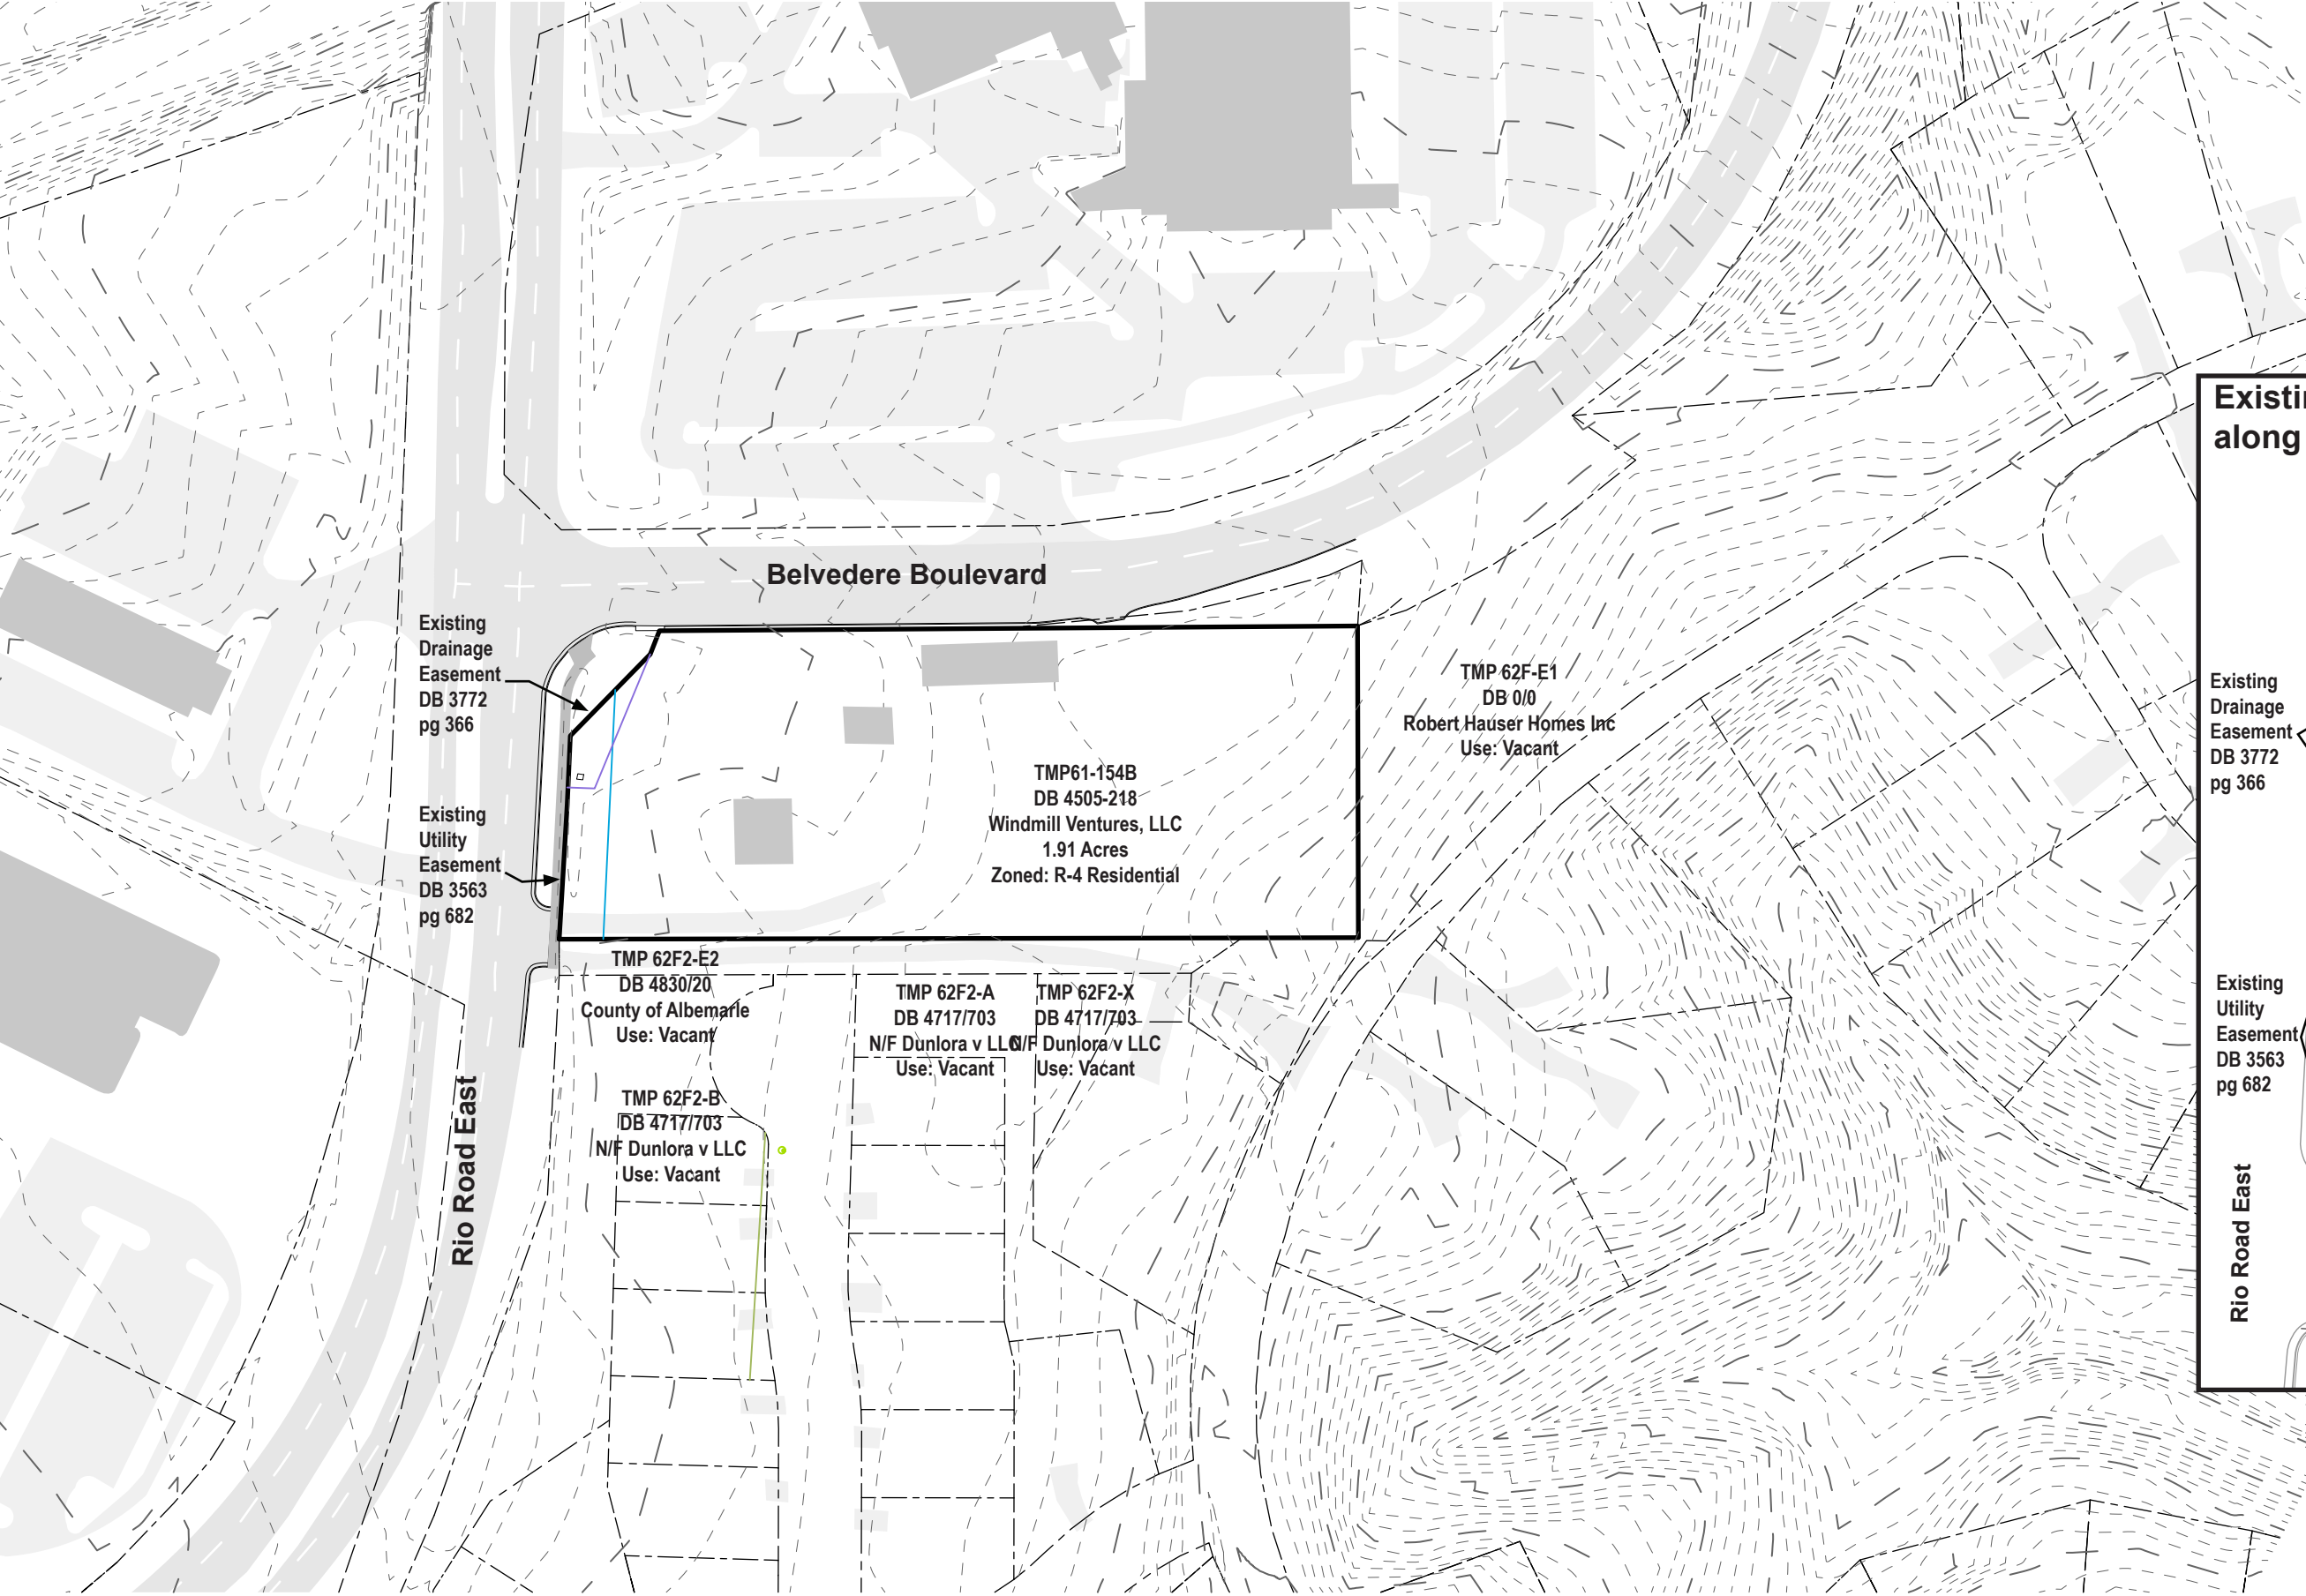 Belvedere Boulevard
Existing
Drainage
Easement
DB 3772
pg 366
Existing
Utility
Easement
DB 3563
pg 682
TMP61-154B
DB 4505-218
Windmill Ventures, LLC
1.91 Acres
Zoned: R-4 Residential
TMP 62F-E1
DB 0/0
Robert Hauser Homes Inc
Use: Vacant
TMP 62F2-E2
DB 4830/20
County of Albemarle
Use: Vacant
TMP 62F2-A
DB 4717/703
N/F Dunlora v LLC
Use: Vacant
TMP 62F2-X
DB 4717/703
N/F Dunlora v LLC
Use: Vacant
TMP 62F2-B
DB 4717/703
N/F Dunlora v LLC
Use: Vacant
Rio Road East
along
Existing
Drainage
Easement
DB 3772
pg 366
Existing
Utility
Easement
DB 3563
pg 682
Rio Road East